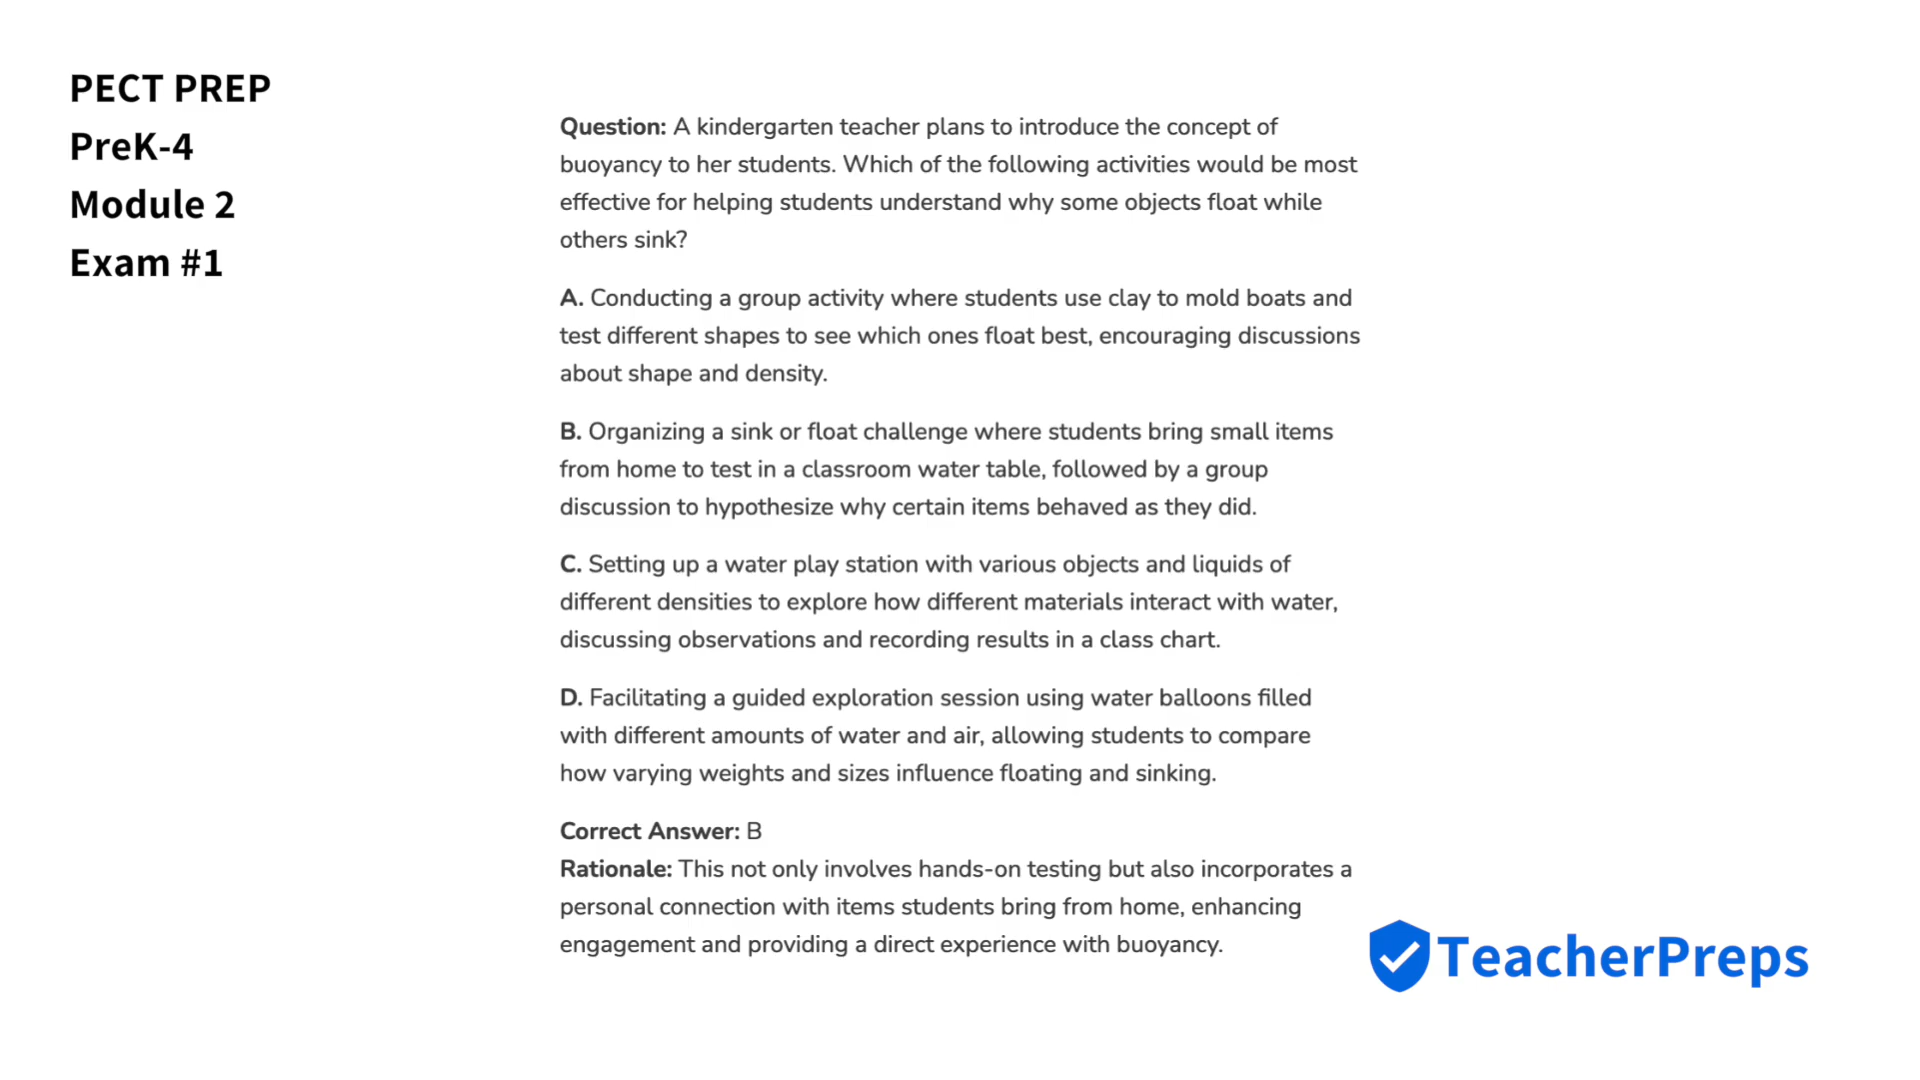 PECT PREP
PreK-4
Module 2
Exam #1
Question: A kindergarten teacher plans to introduce the concept of
buoyancy to her students. Which of the following activities would be most
effective for helping students understand why some objects float while
others sink?
A. Conducting a group activity where students use clay to mold boats and
test different shapes to see which ones float best, encouraging discussions
about shape and density.
B. Organizing a sink or float challenge where students bring small items
from home to test in a classroom water table, followed by a group
discussion to hypothesize why certain items behaved as they did.
C. Setting up a water play station with various objects and liquids of
different densities to explore how different materials interact with water,
discussing observations and recording results in a class chart.
D. Facilitating a guided exploration session using water balloons filled
with different amounts of water and air, allowing students to compare
how varying weights and sizes influence floating and sinking.
Correct Answer: B
Rationale: This not only involves hands-on testing but also incorporates a
personal connection with items students bring from home, enhancing
engagement and providing a direct experience with buoyancy.
TeacherPreps